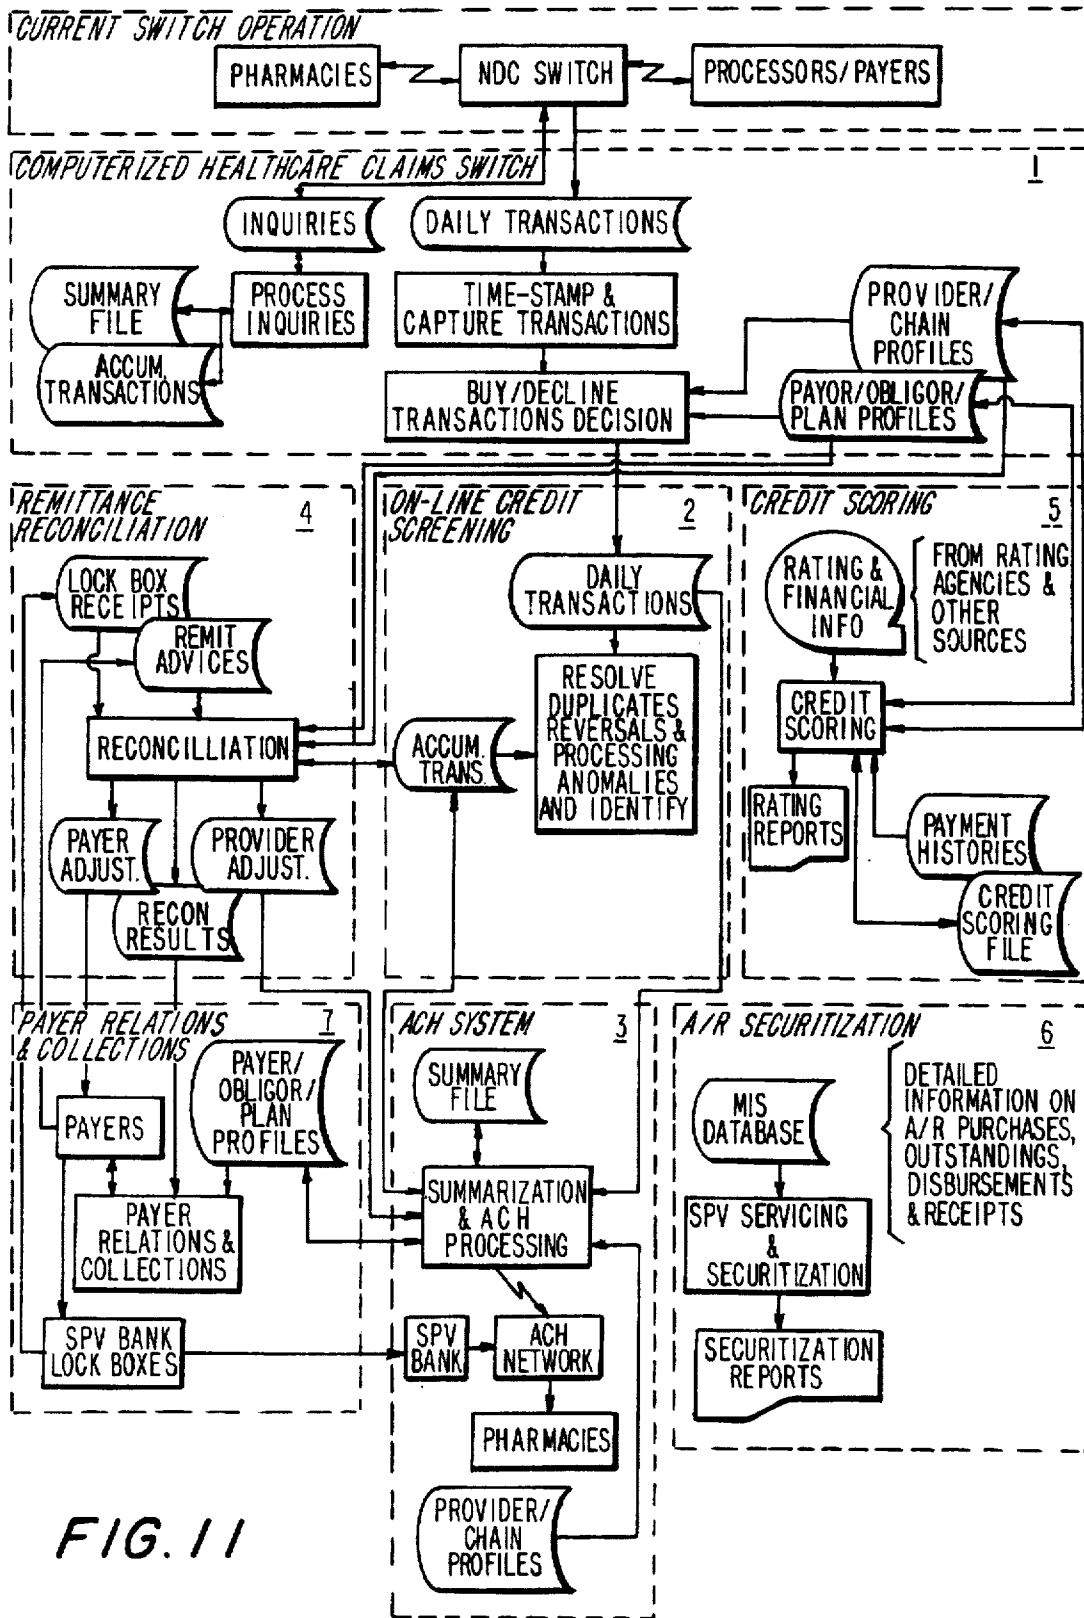 CURRENT SWITCH OPERATION
PHARMACIES
NDC SWITCH
PROCESSORS/PAYERS
COMPUTERIZED HEALTHCARE CLAIMS SWITCH
1
INQUIRIES
DAILY TRANSACTIONS
SUMMARY
FILE
PROCESS
INQUIRIES
TIME-STAMP &
CAPTURE TRANSACTIONS
PROVIDER/
CHAIN
PROFILES
ACCUM.
TRANSACTIONS
BUY/DECLINE
TRANSACTIONS DECISION
PAYOR/OBLIGOR/
PLAN PROFILES
REMITTANCE
RECONCILIATION
4
LOCK BOX
RECEIPTS
REMIT
ADVICES
RECONCILLIATION
PAYER
ADJUST.
PROVIDER
ADJUST.
RECON
RESULTS
ON-LINE CREDIT
SCREENING
2
DAILY
TRANSACTIONS
RESOLVE
DUPLICATES
REVERSALS &
PROCESSING
ANOMALIES
AND IDENTIFY
ACCUM.
TRANS.
CREDIT SCORING
5
RATING &
FINANCIAL
INFO
FROM RATING
AGENCIES &
OTHER
SOURCES
CREDIT
SCORING
RATING
REPORTS
PAYMENT
HISTORIES
CREDIT
SCORING
FILE
PAYER RELATIONS
& COLLECTIONS
7
PAYER/
OBLIGOR/
PLAN
PROFILES
PAYERS
PAYER
RELATIONS &
COLLECTIONS
SPV BANK
LOCK BOXES
ACH SYSTEM
3
SUMMARY
FILE
SUMMARIZATION
& ACH
PROCESSING
SPV
BANK
ACH
NETWORK
PHARMACIES
PROVIDER/
CHAIN
PROFILES
A/R SECURITIZATION
6
MIS
DATABASE
DETAILED
INFORMATION ON
A/R PURCHASES,
OUTSTANDINGS,
DISBURSEMENTS
& RECEIPTS
SPV SERVICING
&
SECURITIZATION
SECURITIZATION
REPORTS
FIG. 11